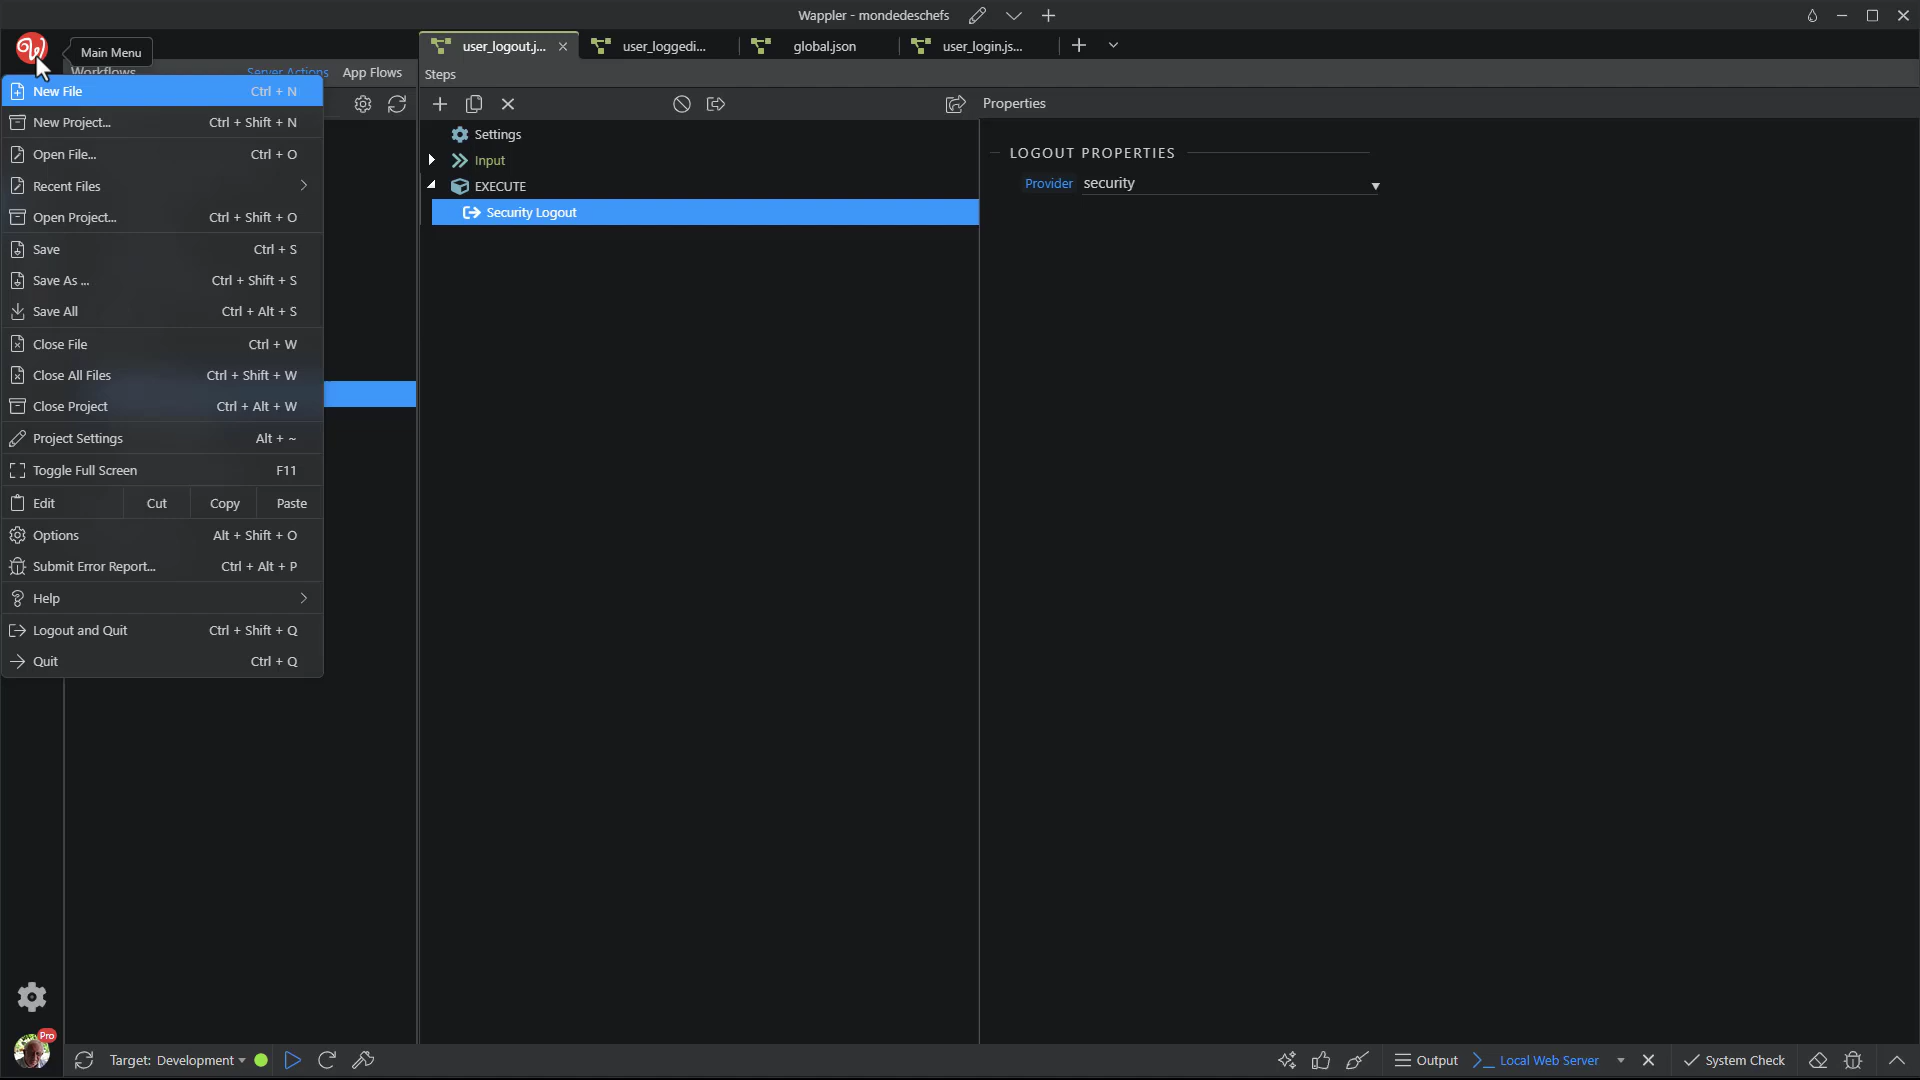 Wappler - mondedeschefs
Main Menu
user_logout.j...
user_loggedi...
global.json
user_login.js...
Workflows
Server Actions
App Flows
Steps
New File Ctrl + N
New Project... Ctrl + Shift + N
Open File... Ctrl + O
Recent Files
Open Project... Ctrl + Shift + O
Save Ctrl + S
Save As ... Ctrl + Shift + S
Save All Ctrl + Alt + S
Close File Ctrl + W
Close All Files Ctrl + Shift + W
Close Project Ctrl + Alt + W
Project Settings Alt + ~
Toggle Full Screen F11
Edit Cut Copy Paste
Options Alt + Shift + O
Submit Error Report... Ctrl + Alt + P
Help
Logout and Quit Ctrl + Shift + Q
Quit Ctrl + Q
Settings
Input
EXECUTE
Security Logout
Properties
LOGOUT PROPERTIES
Provider security
Pro
Target: Development
Output
Local Web Server
System Check